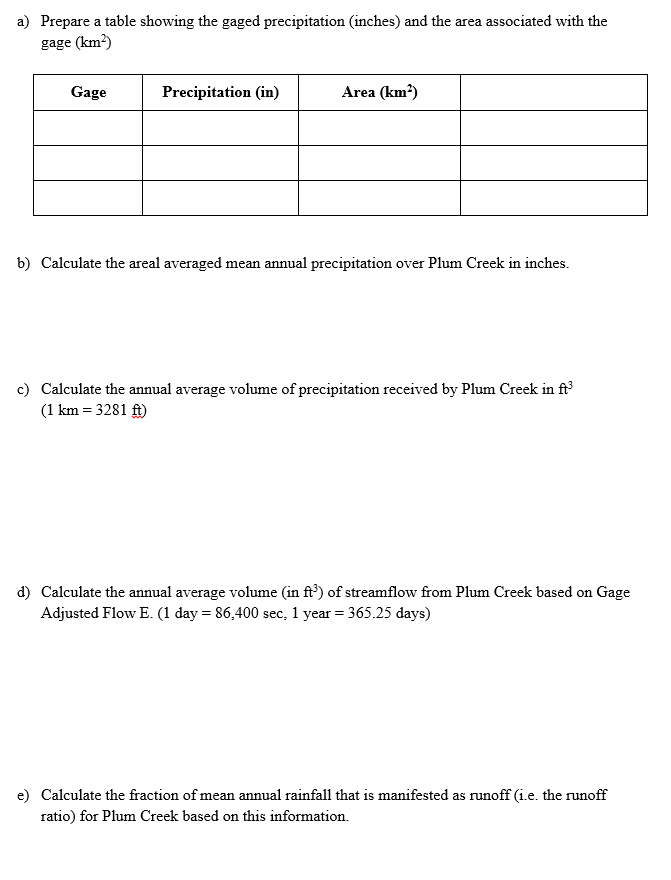 a) Prepare a table showing the gaged precipitation (inches) and the area associated with the
gage (km²)
Gage Precipitation (in) Area (km²)
b) Calculate the areal averaged mean annual precipitation over Plum Creek in inches.
c) Calculate the annual average volume of precipitation received by Plum Creek in ft³
(1 km = 3281 ft)
d) Calculate the annual average volume (in ft³) of streamflow from Plum Creek based on Gage
Adjusted Flow E. (1 day = 86,400 sec, 1 year = 365.25 days)
e) Calculate the fraction of mean annual rainfall that is manifested as runoff (i.e. the runoff
ratio) for Plum Creek based on this information.